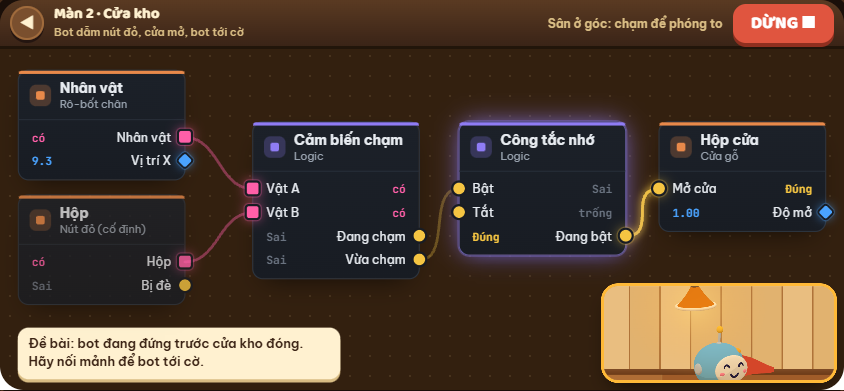 Màn 2 · Cửa kho
Bot dẫm nút đỏ, cửa mở, bot tới cờ
Sân ở góc: chạm để phóng to
DỪNG
Nhân vật
Rô-bốt chân
có Nhân vật
9.3 Vị trí X
Hộp
Nút đỏ (cố định)
có Hộp
Sai Bị đè
Cảm biến chạm
Logic
Vật A có
Vật B có
Sai Đang chạm
Sai Vừa chạm
Công tắc nhớ
Logic
Bật Sai
Tắt trống
Đúng Đang bật
Hộp cửa
Cửa gỗ
Mở cửa Đúng
1.00 Độ mở
Đề bài: bot đang đứng trước cửa kho đóng.
Hãy nối mảnh để bot tới cờ.